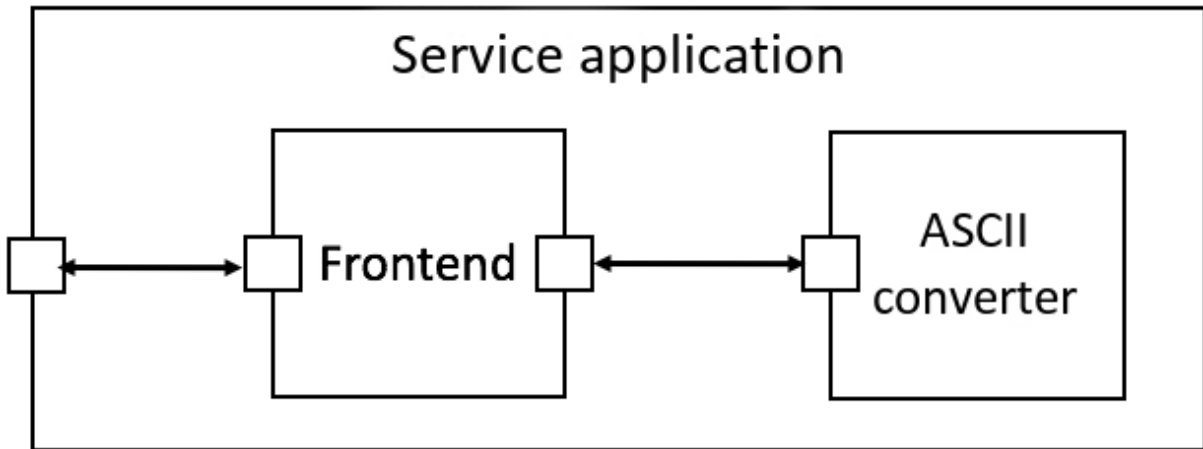 Service application
Frontend
ASCII
converter